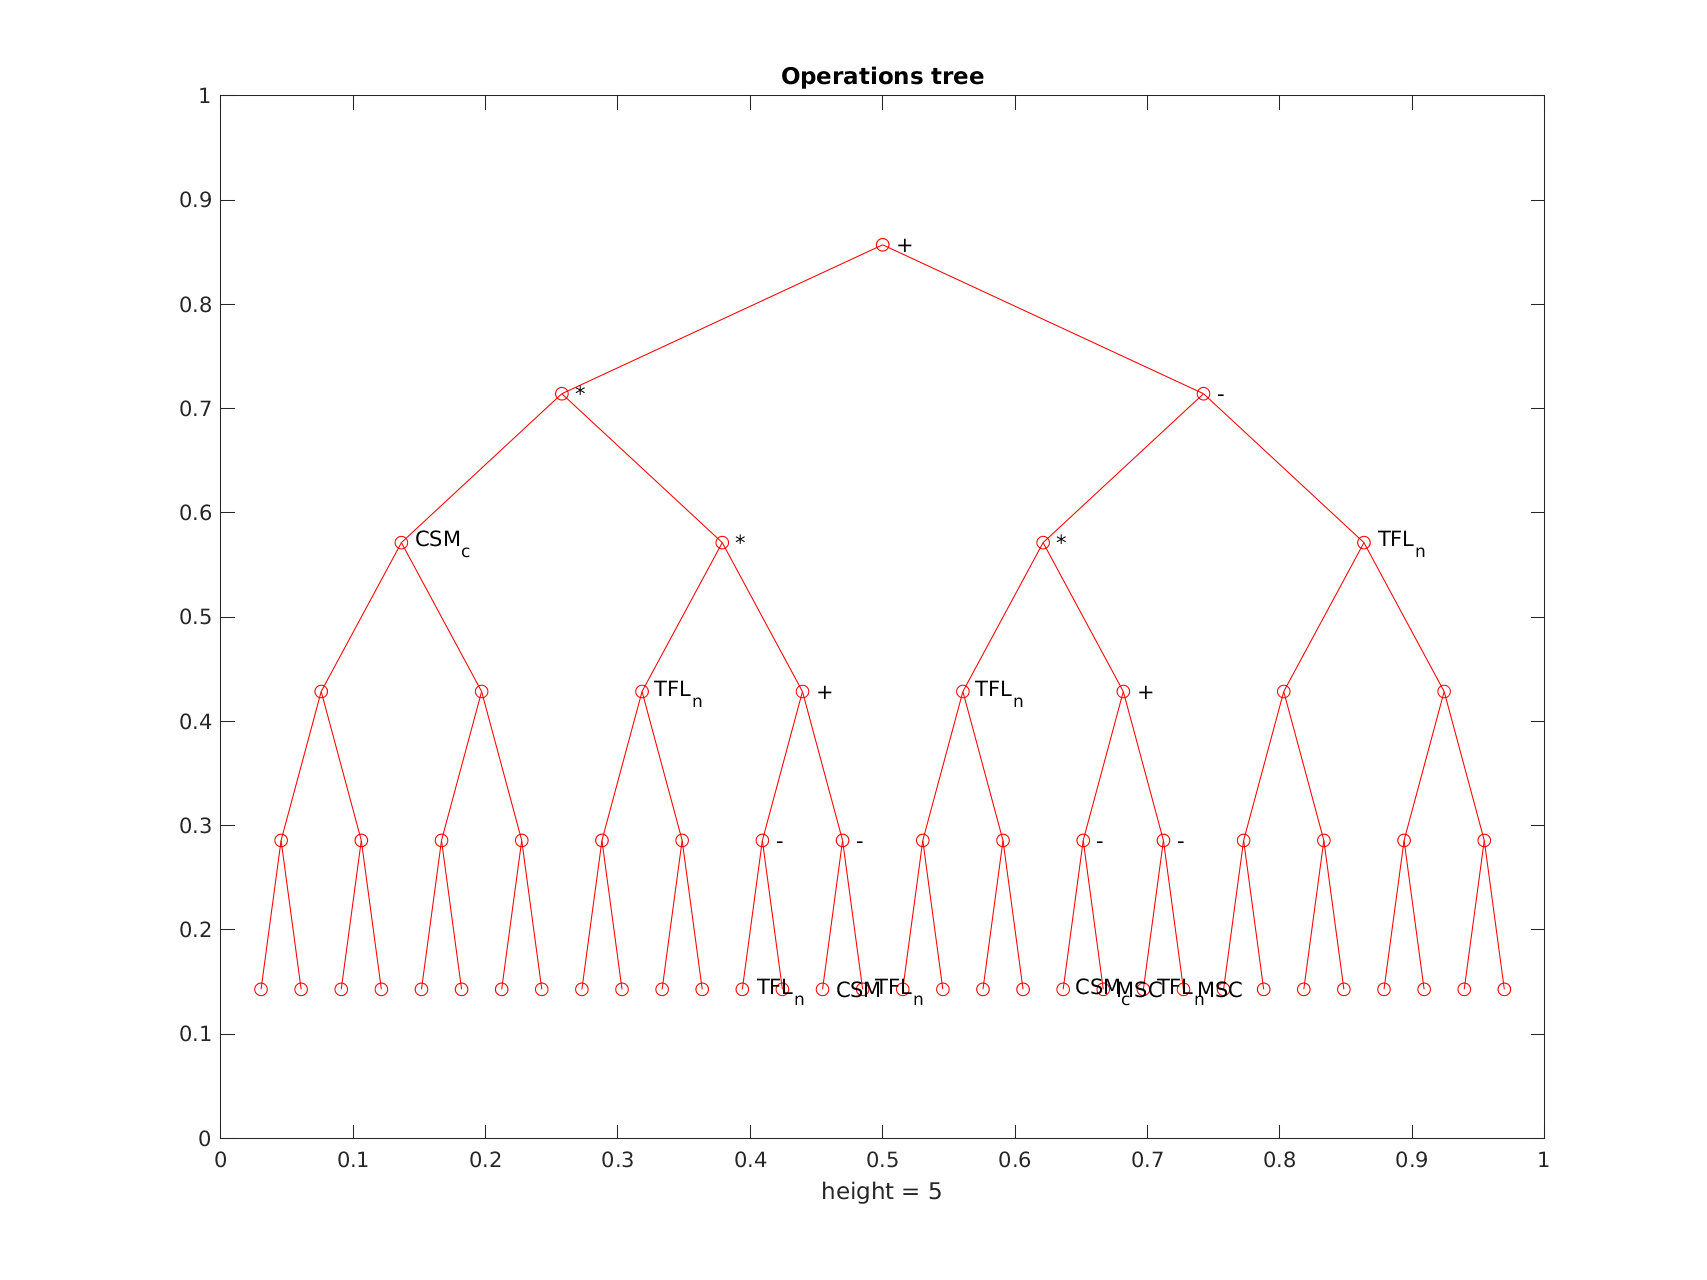 Operations tree
1
0.9
+
0.8
* -
0.7
0.6
CSM_c * * TFL_n
0.5
TFL_n + TFL_n +
0.4
0.3
- - - -
0.2
TFL_n CSM TFL_n CSM_c MSC TFL_n MSC
0.1
0
0 0.1 0.2 0.3 0.4 0.5 0.6 0.7 0.8 0.9 1
height = 5